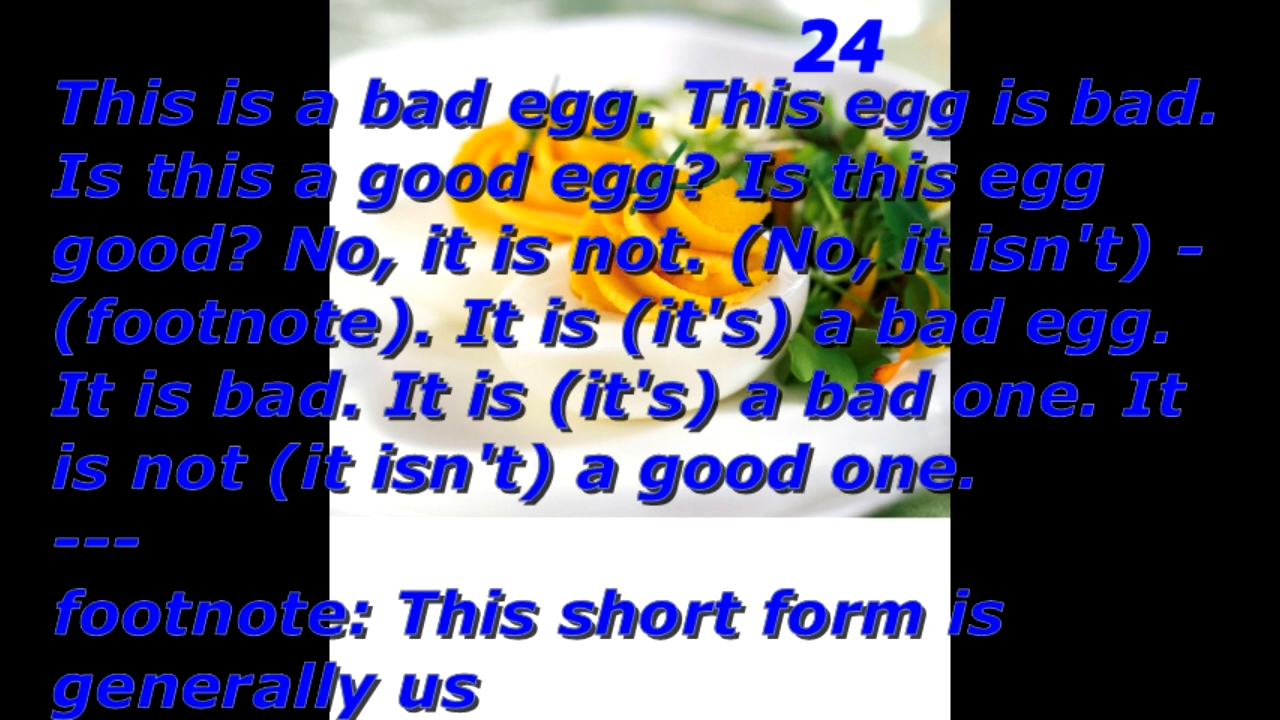 24
This is a bad egg. This egg is bad.
Is this a good egg? Is this egg
good? No, it is not. (No, it isn't) -
(footnote). It is (it's) a bad egg.
It is bad. It is (it's) a bad one. It
is not (it isn't) a good one.
---
footnote: This short form is
generally us